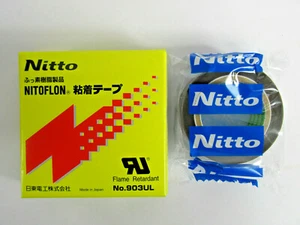 Nitto
ふっ素樹脂製品
NITOFLON® 粘着テープ
Flame Retardant
日東電工株式会社
Made in Japan
No.903UL
Nitto
Nitto
Nitto